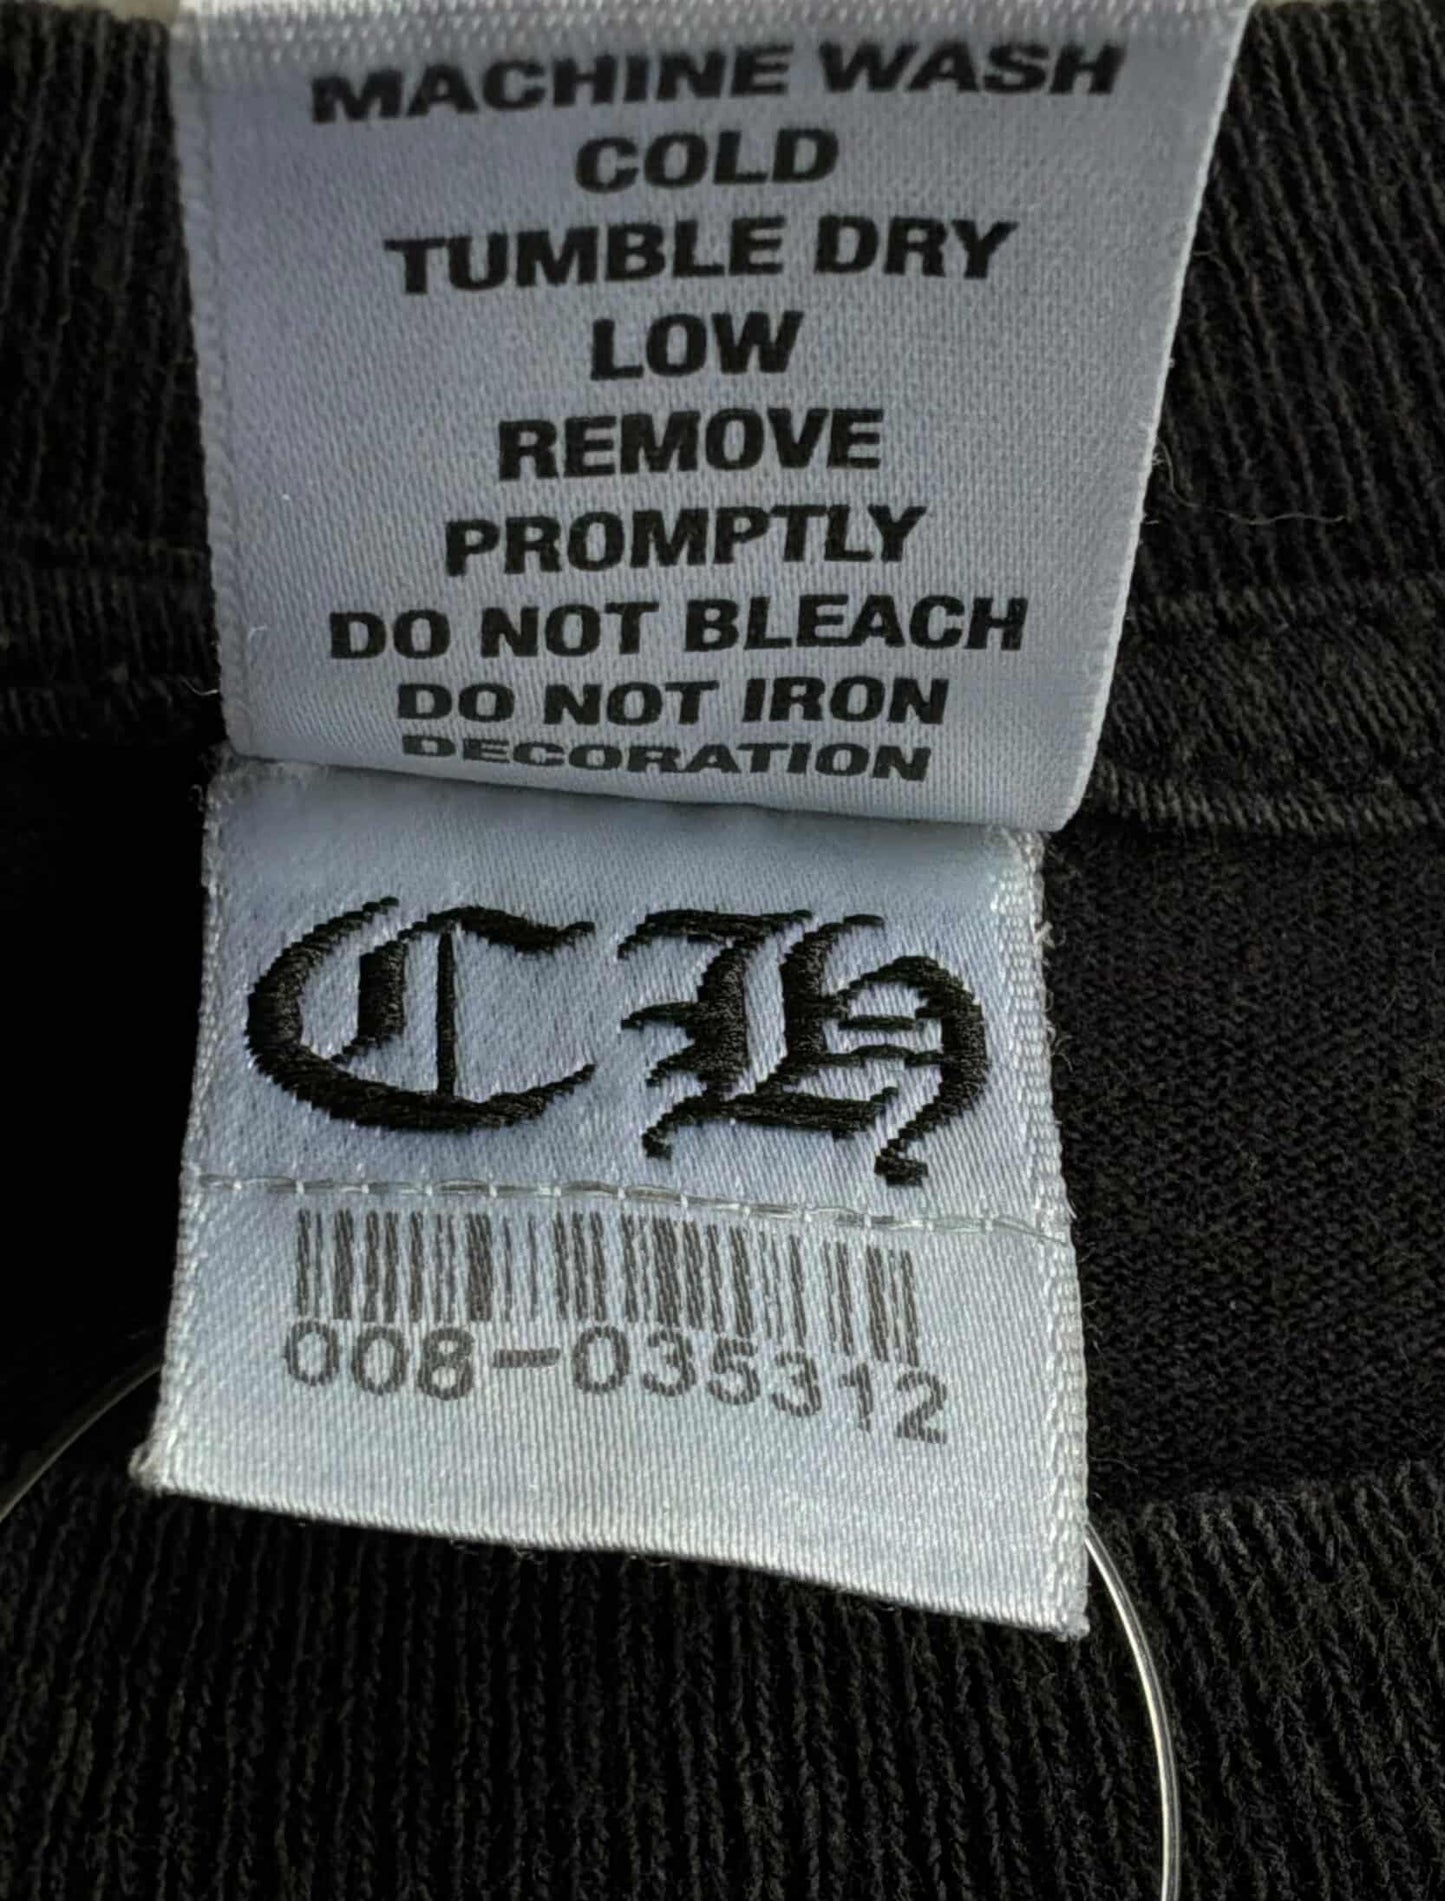 MACHINE WASH
COLD
TUMBLE DRY
LOW
REMOVE
PROMPTLY
DO NOT BLEACH
DO NOT IRON
DECORATION
CH
008-035312